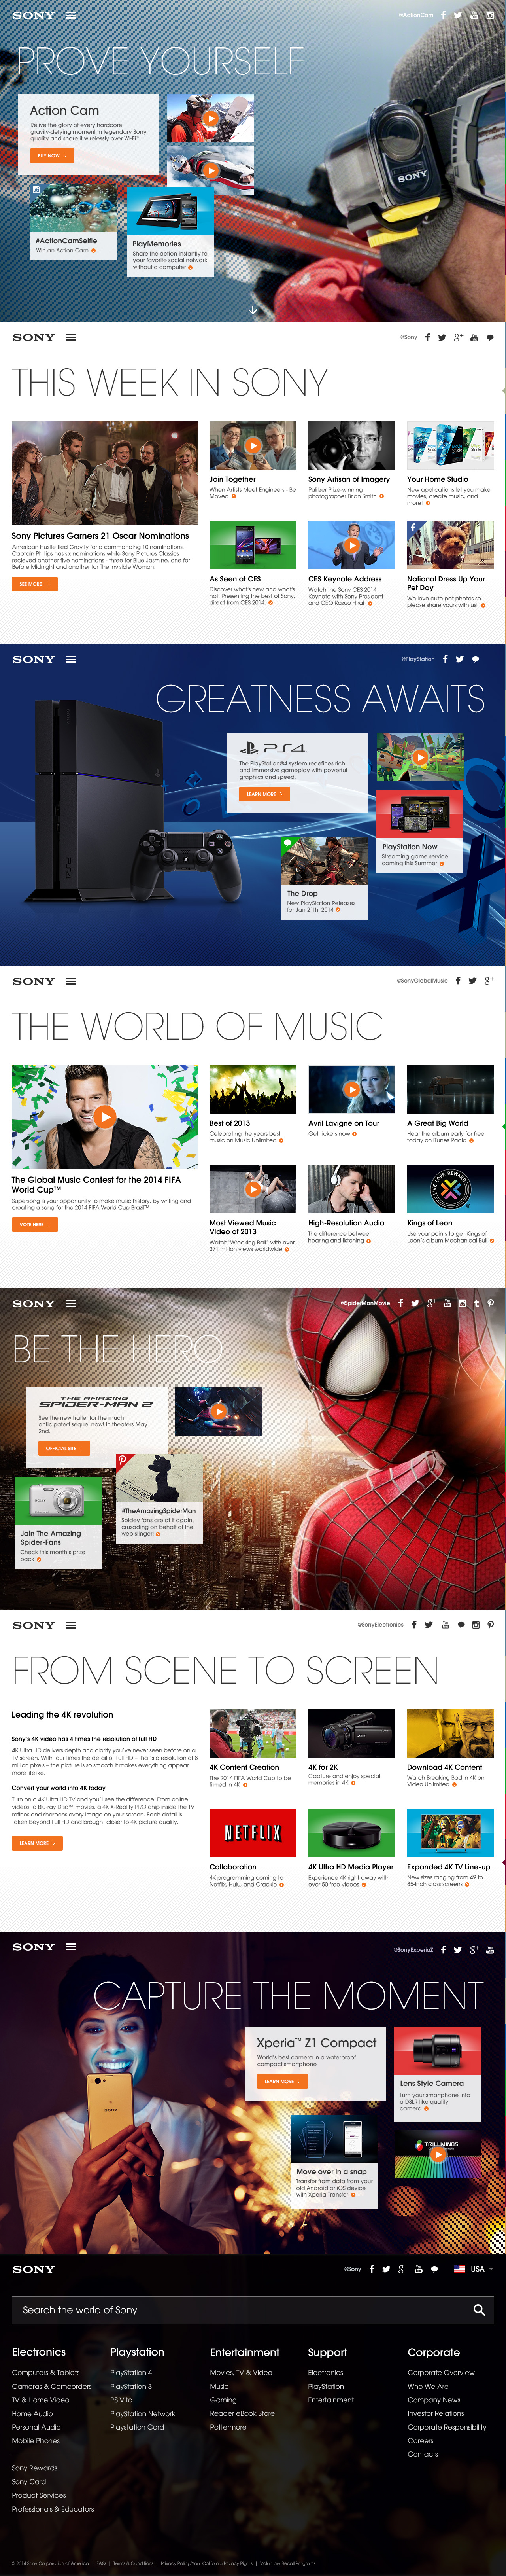 SONY
@ActionCam
PROVE YOURSELF
Action Cam
Relive the glory of every hardcore,
gravity-defying moment in legendary Sony
quality and share it wirelessly over Wi-Fi®
BUY NOW
SONY
#ActionCamSelfie
Win an Action Cam
PlayMemories
Share the action instantly to
your favorite social network
without a computer
SONY
@Sony
THIS WEEK IN SONY
Sony Pictures Garners 21 Oscar Nominations
American Hustle tied Gravity for a commanding 10 nominations.
Captain Phillips has six nominations while Sony Pictures Classics
recieved another five nominations - three for Blue Jasmine, one for
Before Midnight and another for The Invisible Woman.
SEE MORE
Join Together
When Artists Meet Engineers - Be
Moved
Sony Artisan of Imagery
Pulitzer Prize-winning
photographer Brian Smith
Your Home Studio
New applications let you make
movies, create music, and
more!
As Seen at CES
Discover what's new and what's
hot. Presenting the best of Sony,
direct from CES 2014.
CES Keynote Address
Watch the Sony CES 2014
Keynote with Sony President
and CEO Kazuo Hirai
National Dress Up Your
Pet Day
We love cute pet photos so
please share yours with us!
SONY
@PlayStation
GREATNESS AWAITS
PS4
The PlayStation®4 system redefines rich
and immersive gameplay with powerful
graphics and speed.
LEARN MORE
PlayStation Now
Streaming game service
coming this Summer
The Drop
New PlayStation Releases
for Jan 21th, 2014
SONY
@SonyGlobalMusic
THE WORLD OF MUSIC
The Global Music Contest for the 2014 FIFA
World Cup™
Supersong is your opportunity to make music history, by writing and
creating a song for the 2014 FIFA World Cup Brazil™
VOTE HERE
Best of 2013
Celebrating the years best
music on Music Unlimited
Avril Lavigne on Tour
Get tickets now
A Great Big World
Hear the album early for free
today on iTunes Radio
Most Viewed Music
Video of 2013
Watch "Wrecking Ball" with over
371 million views worldwide
High-Resolution Audio
The difference between
hearing and listening
LIVE LOVE REWARD
Kings of Leon
Use your points to get Kings of
Leon's album Mechanical Bull
SONY
@SpiderManMovie
BE THE HERO
THE AMAZING
SPIDER-MAN 2
See the new trailer for the much
anticipated sequel now! In theaters May
2nd.
OFFICIAL SITE
#TheAmazingSpiderMan
Spidey fans are at it again,
crusading on behalf of the
web-slinger!
Join The Amazing
Spider-Fans
Check this month's prize
pack
SONY
@SonyElectronics
FROM SCENE TO SCREEN
Leading the 4K revolution
Sony's 4K video has 4 times the resolution of full HD
4K Ultra HD delivers depth and clarity you've never seen before on a
TV screen. With four times the detail of Full HD – that's a resolution of 8
million pixels – the picture is so smooth it makes everything appear
more lifelike.
Convert your world into 4K today
Turn on a 4K Ultra HD TV and you'll see the difference. From online
videos to Blu-ray Disc™ movies, a 4K X-Reality PRO chip inside the TV
refines and sharpens every image on your screen. Each detail is
taken beyond Full HD and brought closer to 4K picture quality.
LEARN MORE
4K Content Creation
The 2014 FIFA World Cup to be
filmed in 4K
4K for 2K
Capture and enjoy special
memories in 4K
Download 4K Content
Watch Breaking Bad in 4K on
Video Unlimited
NETFLIX
Collaboration
4K programming coming to
Netflix, Hulu, and Crackle
4K Ultra HD Media Player
Experience 4K right away with
over 50 free videos
Expanded 4K TV Line-up
New sizes ranging from 49 to
85-inch class screens
SONY
@SonyExperiaZ
CAPTURE THE MOMENT
Xperia™ Z1 Compact
World's best camera in a waterproof
compact smartphone
LEARN MORE
SONY
Lens Style Camera
Turn your smartphone into
a DSLR-like quality
camera
Move over in a snap
Transfer from data from your
old Android or iOS device
with Xperia Transfer
TRILUMINOS
SONY
@Sony
USA
Search the world of Sony
Electronics
Computers & Tablets
Cameras & Camcorders
TV & Home Video
Home Audio
Personal Audio
Mobile Phones
Sony Rewards
Sony Card
Product Services
Professionals & Educators
Playstation
PlayStation 4
PlayStation 3
PS Vita
PlayStation Network
Playstation Card
Entertainment
Movies, TV & Video
Music
Gaming
Reader eBook Store
Pottermore
Support
Electronics
PlayStation
Entertainment
Corporate
Corporate Overview
Who We Are
Company News
Investor Relations
Corporate Responsibility
Careers
Contacts
© 2014 Sony Corporation of America | FAQ | Terms & Conditions | Privacy Policy/Your California Privacy Rights | Voluntary Recall Programs